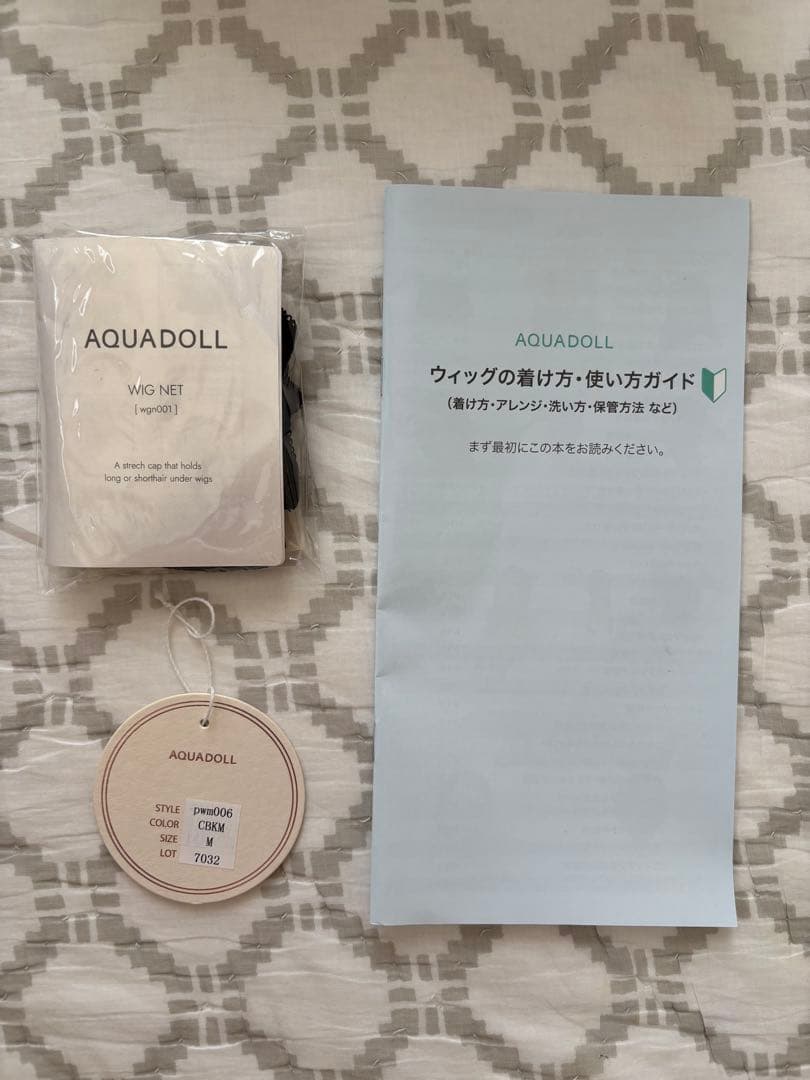 AQUADOLL
WIG NET
[ wgn001 ]
A strech cap that holds
long or shorthair under wigs
AQUADOLL
ウィッグの着け方・使い方ガイド
(着け方・アレンジ・洗い方・保管方法 など)
まず最初にこの本をお読みください。
AQUADOLL
STYLE pwm006
COLOR CBKM
SIZE M
LOT 7032